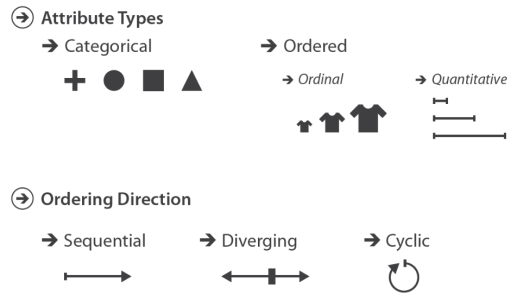 Attribute Types
Categorical
Ordered
Ordinal
Quantitative
Ordering Direction
Sequential
Diverging
Cyclic